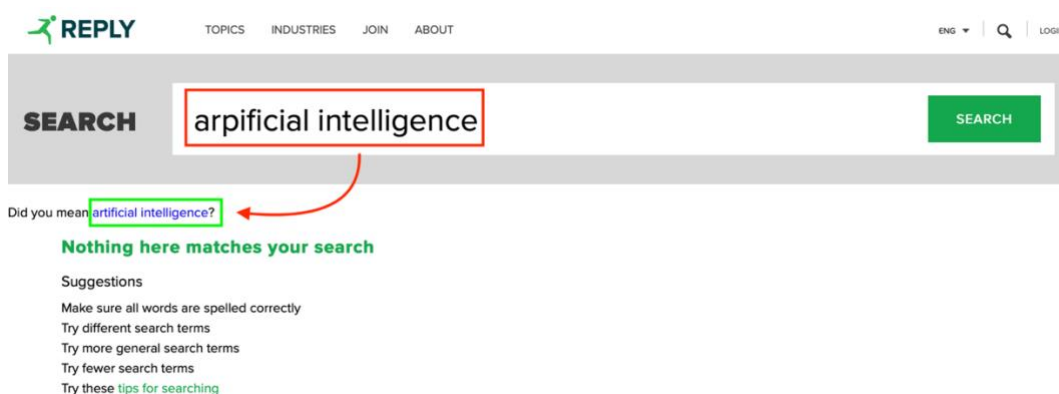 REPLY TOPICS INDUSTRIES JOIN ABOUT ENG LOGI
SEARCH arpificial intelligence SEARCH
Did you mean artificial intelligence?
Nothing here matches your search
Suggestions
Make sure all words are spelled correctly
Try different search terms
Try more general search terms
Try fewer search terms
Try these tips for searching